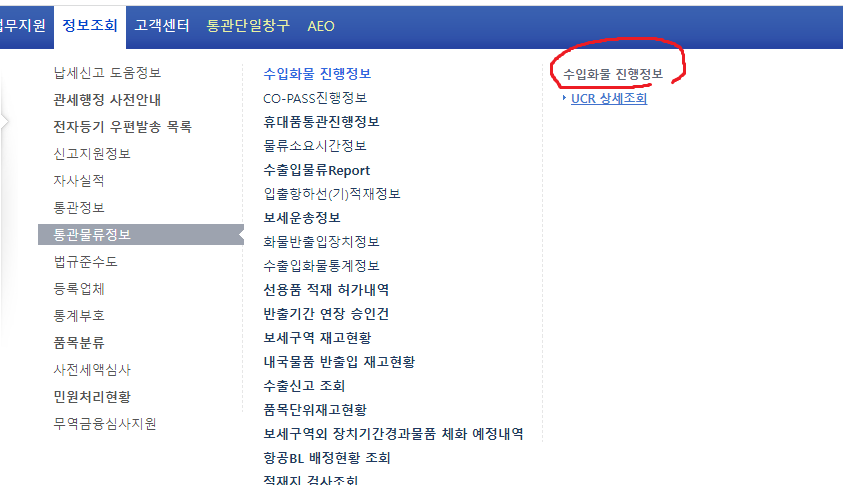 업무지원 정보조회 고객센터 통관단일창구 AEO
납세신고 도움정보
관세행정 사전안내
전자등기 우편발송 목록
신고지원정보
자사실적
통관정보
통관물류정보
법규준수도
등록업체
통계부호
품목분류
사전세액심사
민원처리현황
무역금융심사지원
수입화물 진행정보
CO-PASS진행정보
휴대품통관진행정보
물류소요시간정보
수출입물류Report
입출항하선(기)적재정보
보세운송정보
화물반출입장치정보
수출입화물통계정보
선용품 적재 허가내역
반출기간 연장 승인건
보세구역 재고현황
내국물품 반출입 재고현황
수출신고 조회
품목단위재고현황
보세구역외 장치기간경과물품 체화 예정내역
항공BL 배정현황 조회
적재지 검사조회
수입화물 진행정보
UCR 상세조회